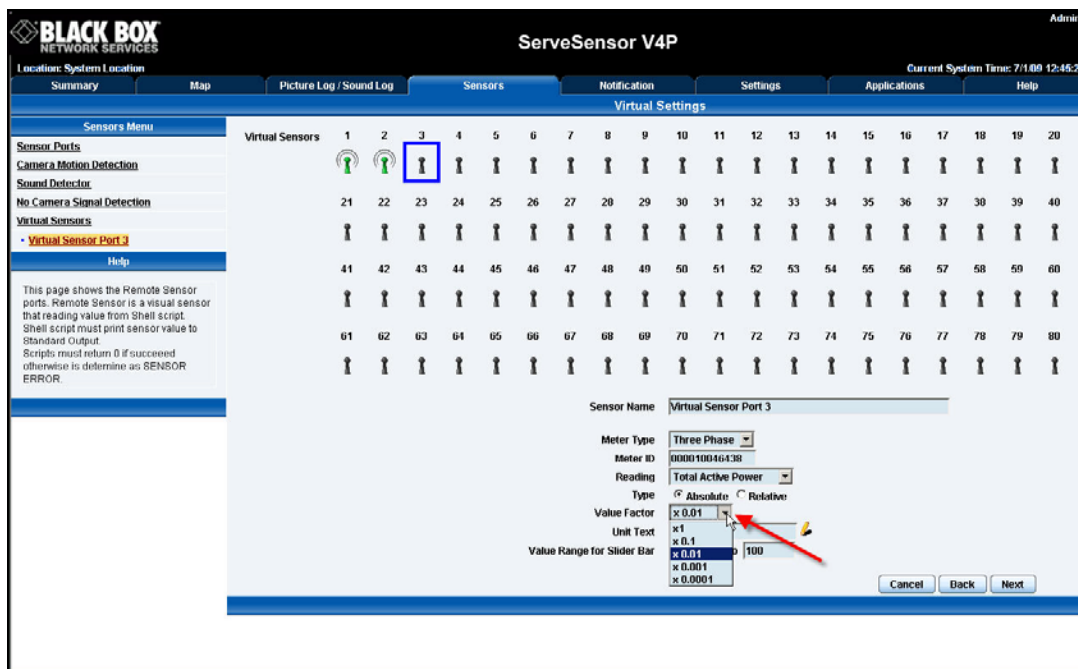 BLACK BOX
NETWORK SERVICES
Admin
ServeSensor V4P
Location: System Location
Current System Time: 7/1/09 12:45:2
Summary Map Picture Log / Sound Log Sensors Notification Settings Applications Help
Virtual Settings
Sensors Menu
Sensor Ports
Camera Motion Detection
Sound Detector
No Camera Signal Detection
Virtual Sensors
• Virtual Sensor Port 3
Help
This page shows the Remote Sensor
ports. Remote Sensor is a visual sensor
that reading value from Shell script.
Shell script must print sensor value to
Standard Output.
Scripts must return 0 if succeeed
otherwise is detemine as SENSOR
ERROR.
Virtual Sensors 1 2 3 4 5 6 7 8 9 10 11 12 13 14 15 16 17 18 19 20
21 22 23 24 25 26 27 28 29 30 31 32 33 34 35 36 37 38 39 40
41 42 43 44 45 46 47 48 49 50 51 52 53 54 55 56 57 58 59 60
61 62 63 64 65 66 67 68 69 70 71 72 73 74 75 76 77 78 79 80
Sensor Name Virtual Sensor Port 3
Meter Type Three Phase
Meter ID 000010046438
Reading Total Active Power
Type Absolute Relative
Value Factor x 0.01
Unit Text
Value Range for Slider Bar 100
x1
x 0.1
x 0.01
x 0.001
x 0.0001
Cancel Back Next